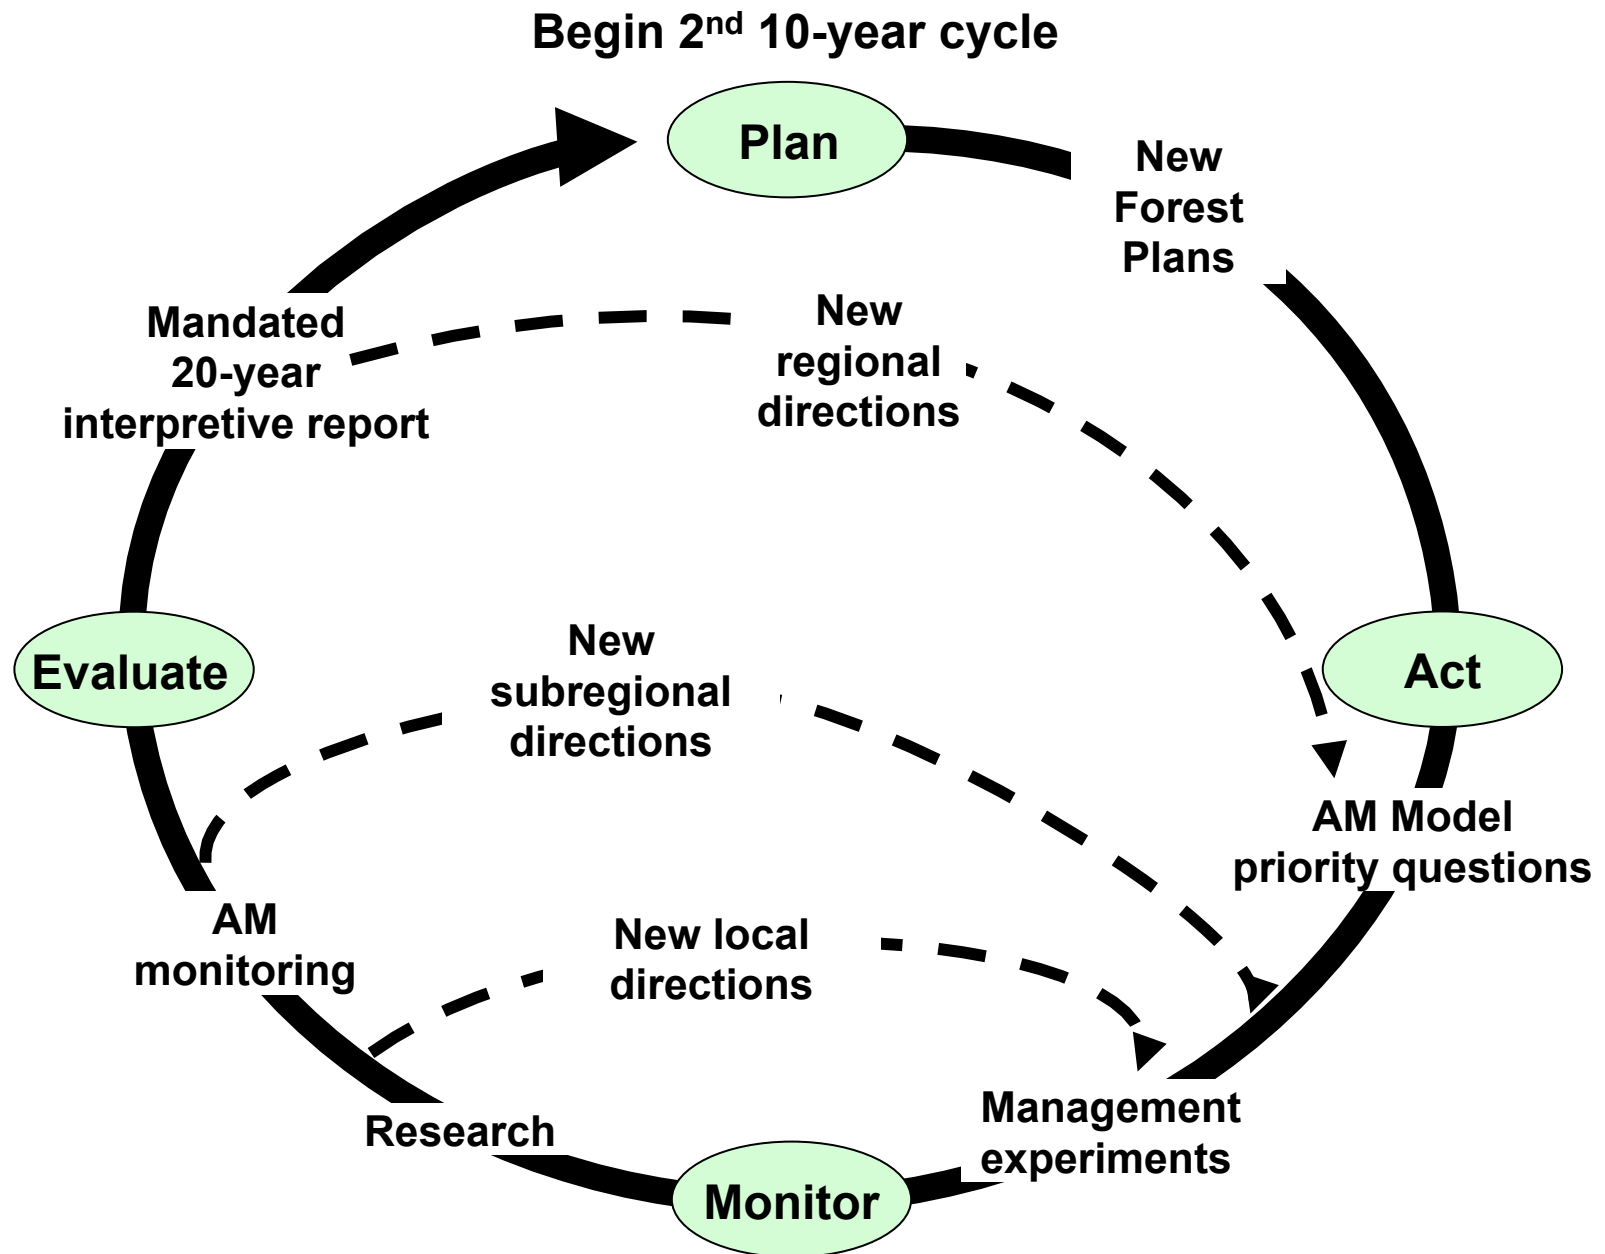 Begin 2nd 10-year cycle
Plan
New
Forest
Plans
Mandated
20-year
interpretive report
New
regional
directions
Evaluate
New
subregional
directions
Act
AM Model
priority questions
AM
monitoring
New local
directions
Research
Management
experiments
Monitor